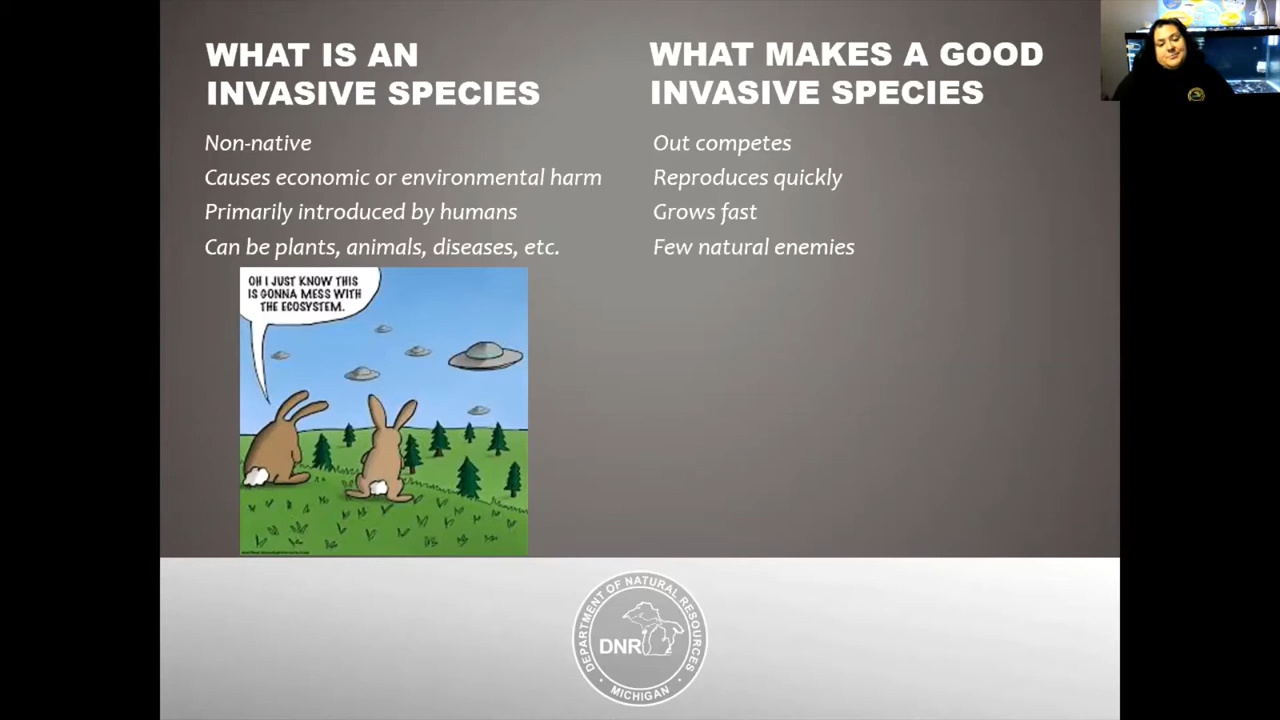 WHAT IS AN
INVASIVE SPECIES
Non-native
Causes economic or environmental harm
Primarily introduced by humans
Can be plants, animals, diseases, etc.
OH I JUST KNOW THIS
IS GONNA MESS WITH
THE ECOSYSTEM.
WHAT MAKES A GOOD
INVASIVE SPECIES
Out competes
Reproduces quickly
Grows fast
Few natural enemies
DEPARTMENT OF NATURAL RESOURCES
DNR
MICHIGAN